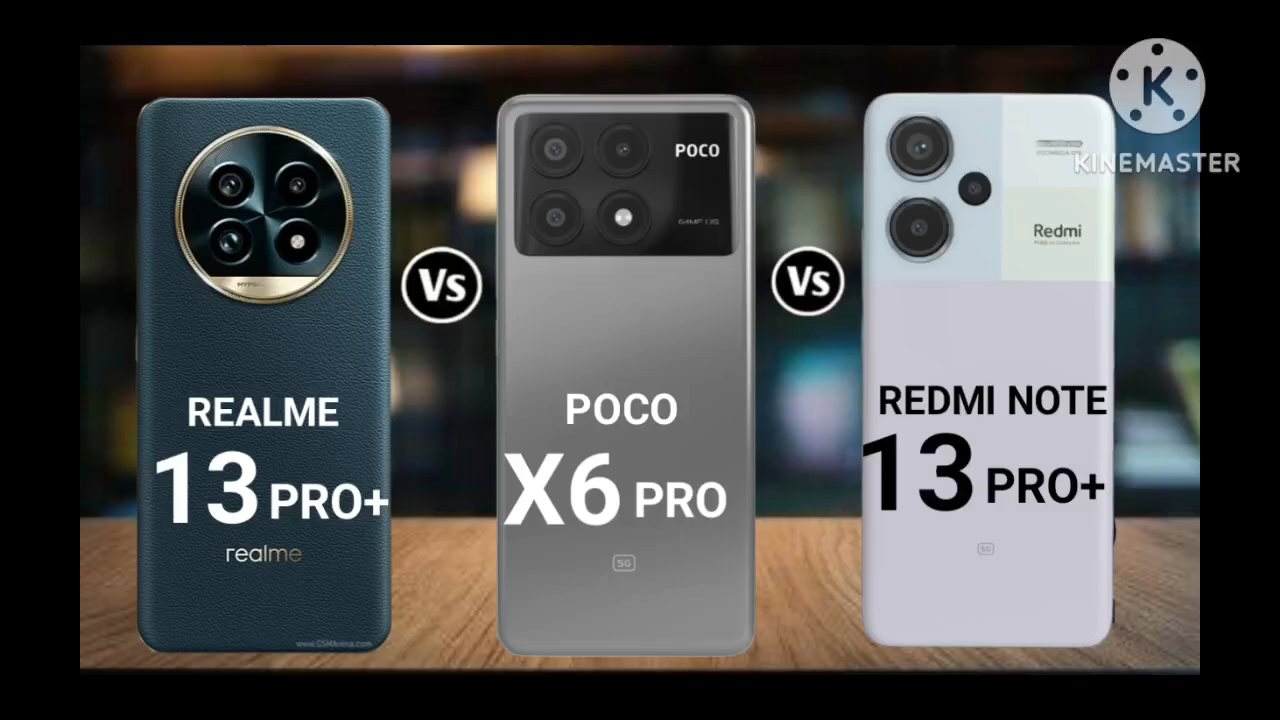 HYPER
realme
www.GSMArena.com
REALME
13 PRO+
Vs
POCO
64MP OIS
POCO
X6 PRO
5G
Vs
Redmi
REDMI NOTE
13 PRO+
5G
K
KINEMASTER